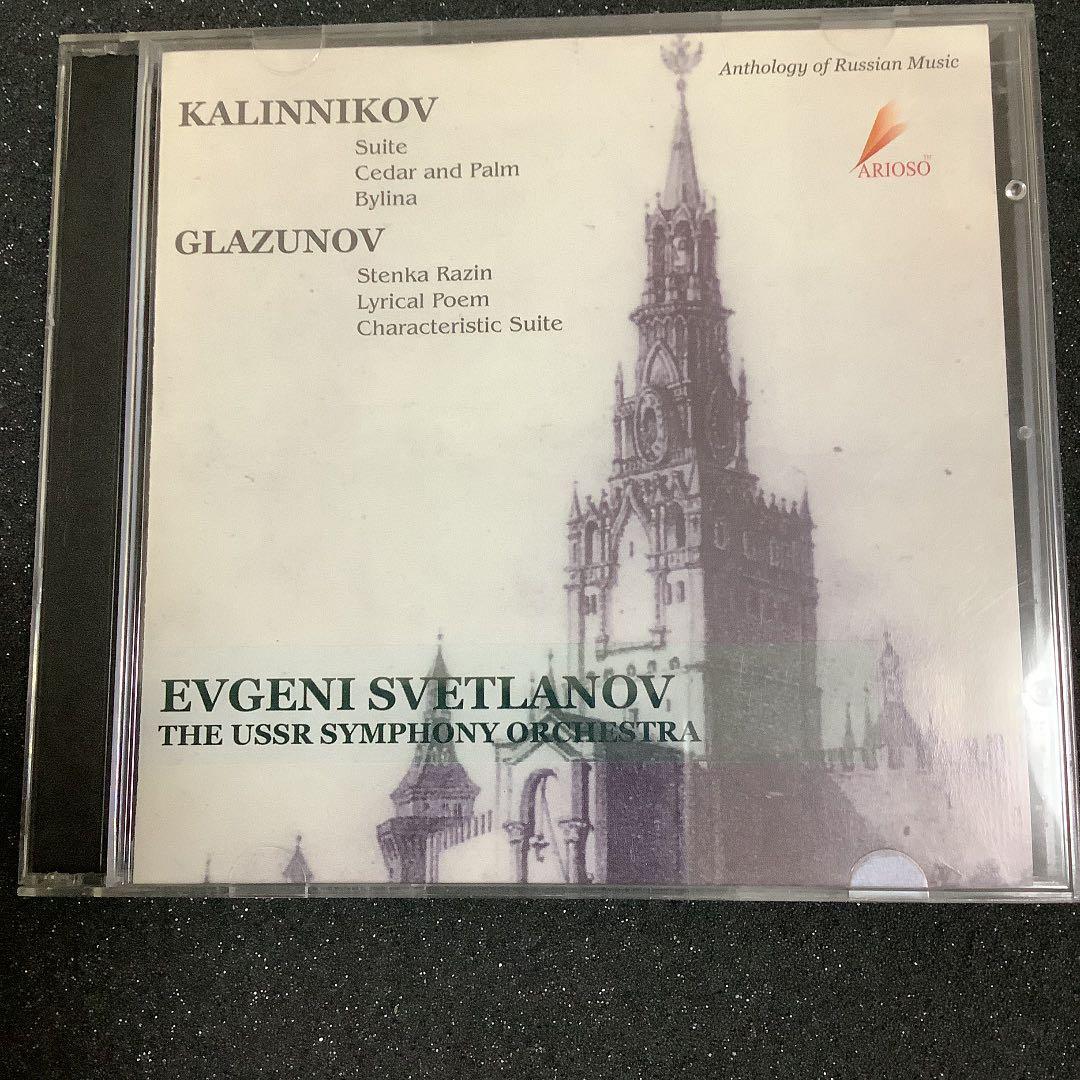 Anthology of Russian Music
KALINNIKOV
Suite
Cedar and Palm
Bylina
ARIOSO™
GLAZUNOV
Stenka Razin
Lyrical Poem
Characteristic Suite
EVGENI SVETLANOV
THE USSR SYMPHONY ORCHESTRA